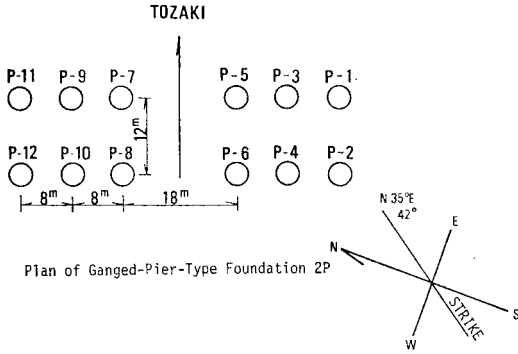 TOZAKI
P-11 P-9 P-7 P-5 P-3 P-1
12m
P-12 P-10 P-8 P-6 P-4 P-2
8m 8m 18m
N 35°E
42°
E
N
Plan of Ganged-Pier-Type Foundation 2P
S
STRIKE
W